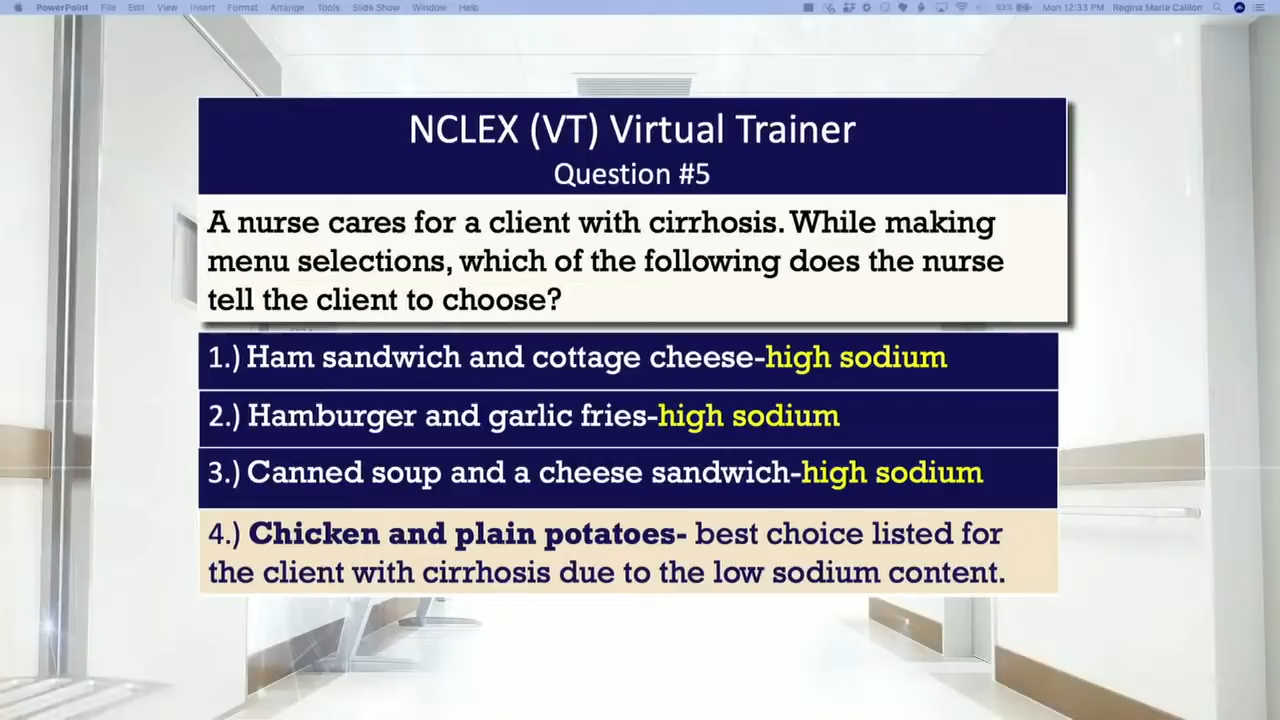 PowerPoint File Edit View Insert Format Arrange Tools Slide Show Window Help 63% Mon 12:33 PM Regina Marie Callion
NCLEX (VT) Virtual Trainer
Question #5
A nurse cares for a client with cirrhosis. While making
menu selections, which of the following does the nurse
tell the client to choose?
1.) Ham sandwich and cottage cheese-high sodium
2.) Hamburger and garlic fries-high sodium
3.) Canned soup and a cheese sandwich-high sodium
4.) Chicken and plain potatoes- best choice listed for
the client with cirrhosis due to the low sodium content.